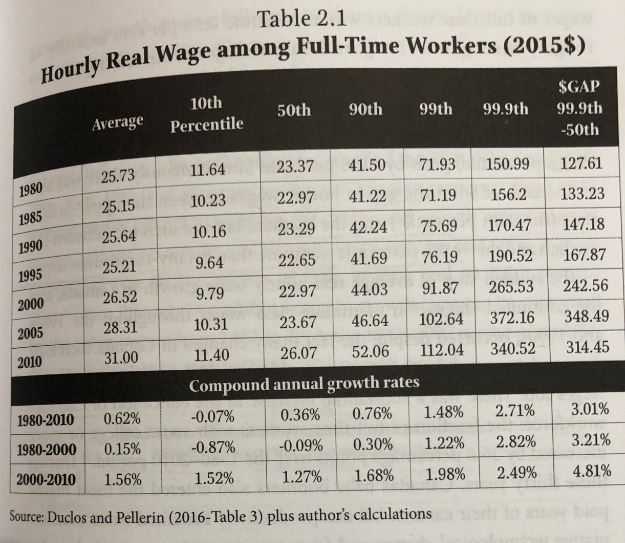 Table 2.1
Hourly Real Wage among Full-Time Workers (2015$)
Average 10th Percentile 50th 90th 99th 99.9th $GAP 99.9th -50th
1980 25.73 11.64 23.37 41.50 71.93 150.99 127.61
1985 25.15 10.23 22.97 41.22 71.19 156.2 133.23
1990 25.64 10.16 23.29 42.24 75.69 170.47 147.18
1995 25.21 9.64 22.65 41.69 76.19 190.52 167.87
2000 26.52 9.79 22.97 44.03 91.87 265.53 242.56
2005 28.31 10.31 23.67 46.64 102.64 372.16 348.49
2010 31.00 11.40 26.07 52.06 112.04 340.52 314.45
Compound annual growth rates
1980-2010 0.62% -0.07% 0.36% 0.76% 1.48% 2.71% 3.01%
1980-2000 0.15% -0.87% -0.09% 0.30% 1.22% 2.82% 3.21%
2000-2010 1.56% 1.52% 1.27% 1.68% 1.98% 2.49% 4.81%
Source: Duclos and Pellerin (2016-Table 3) plus author's calculations